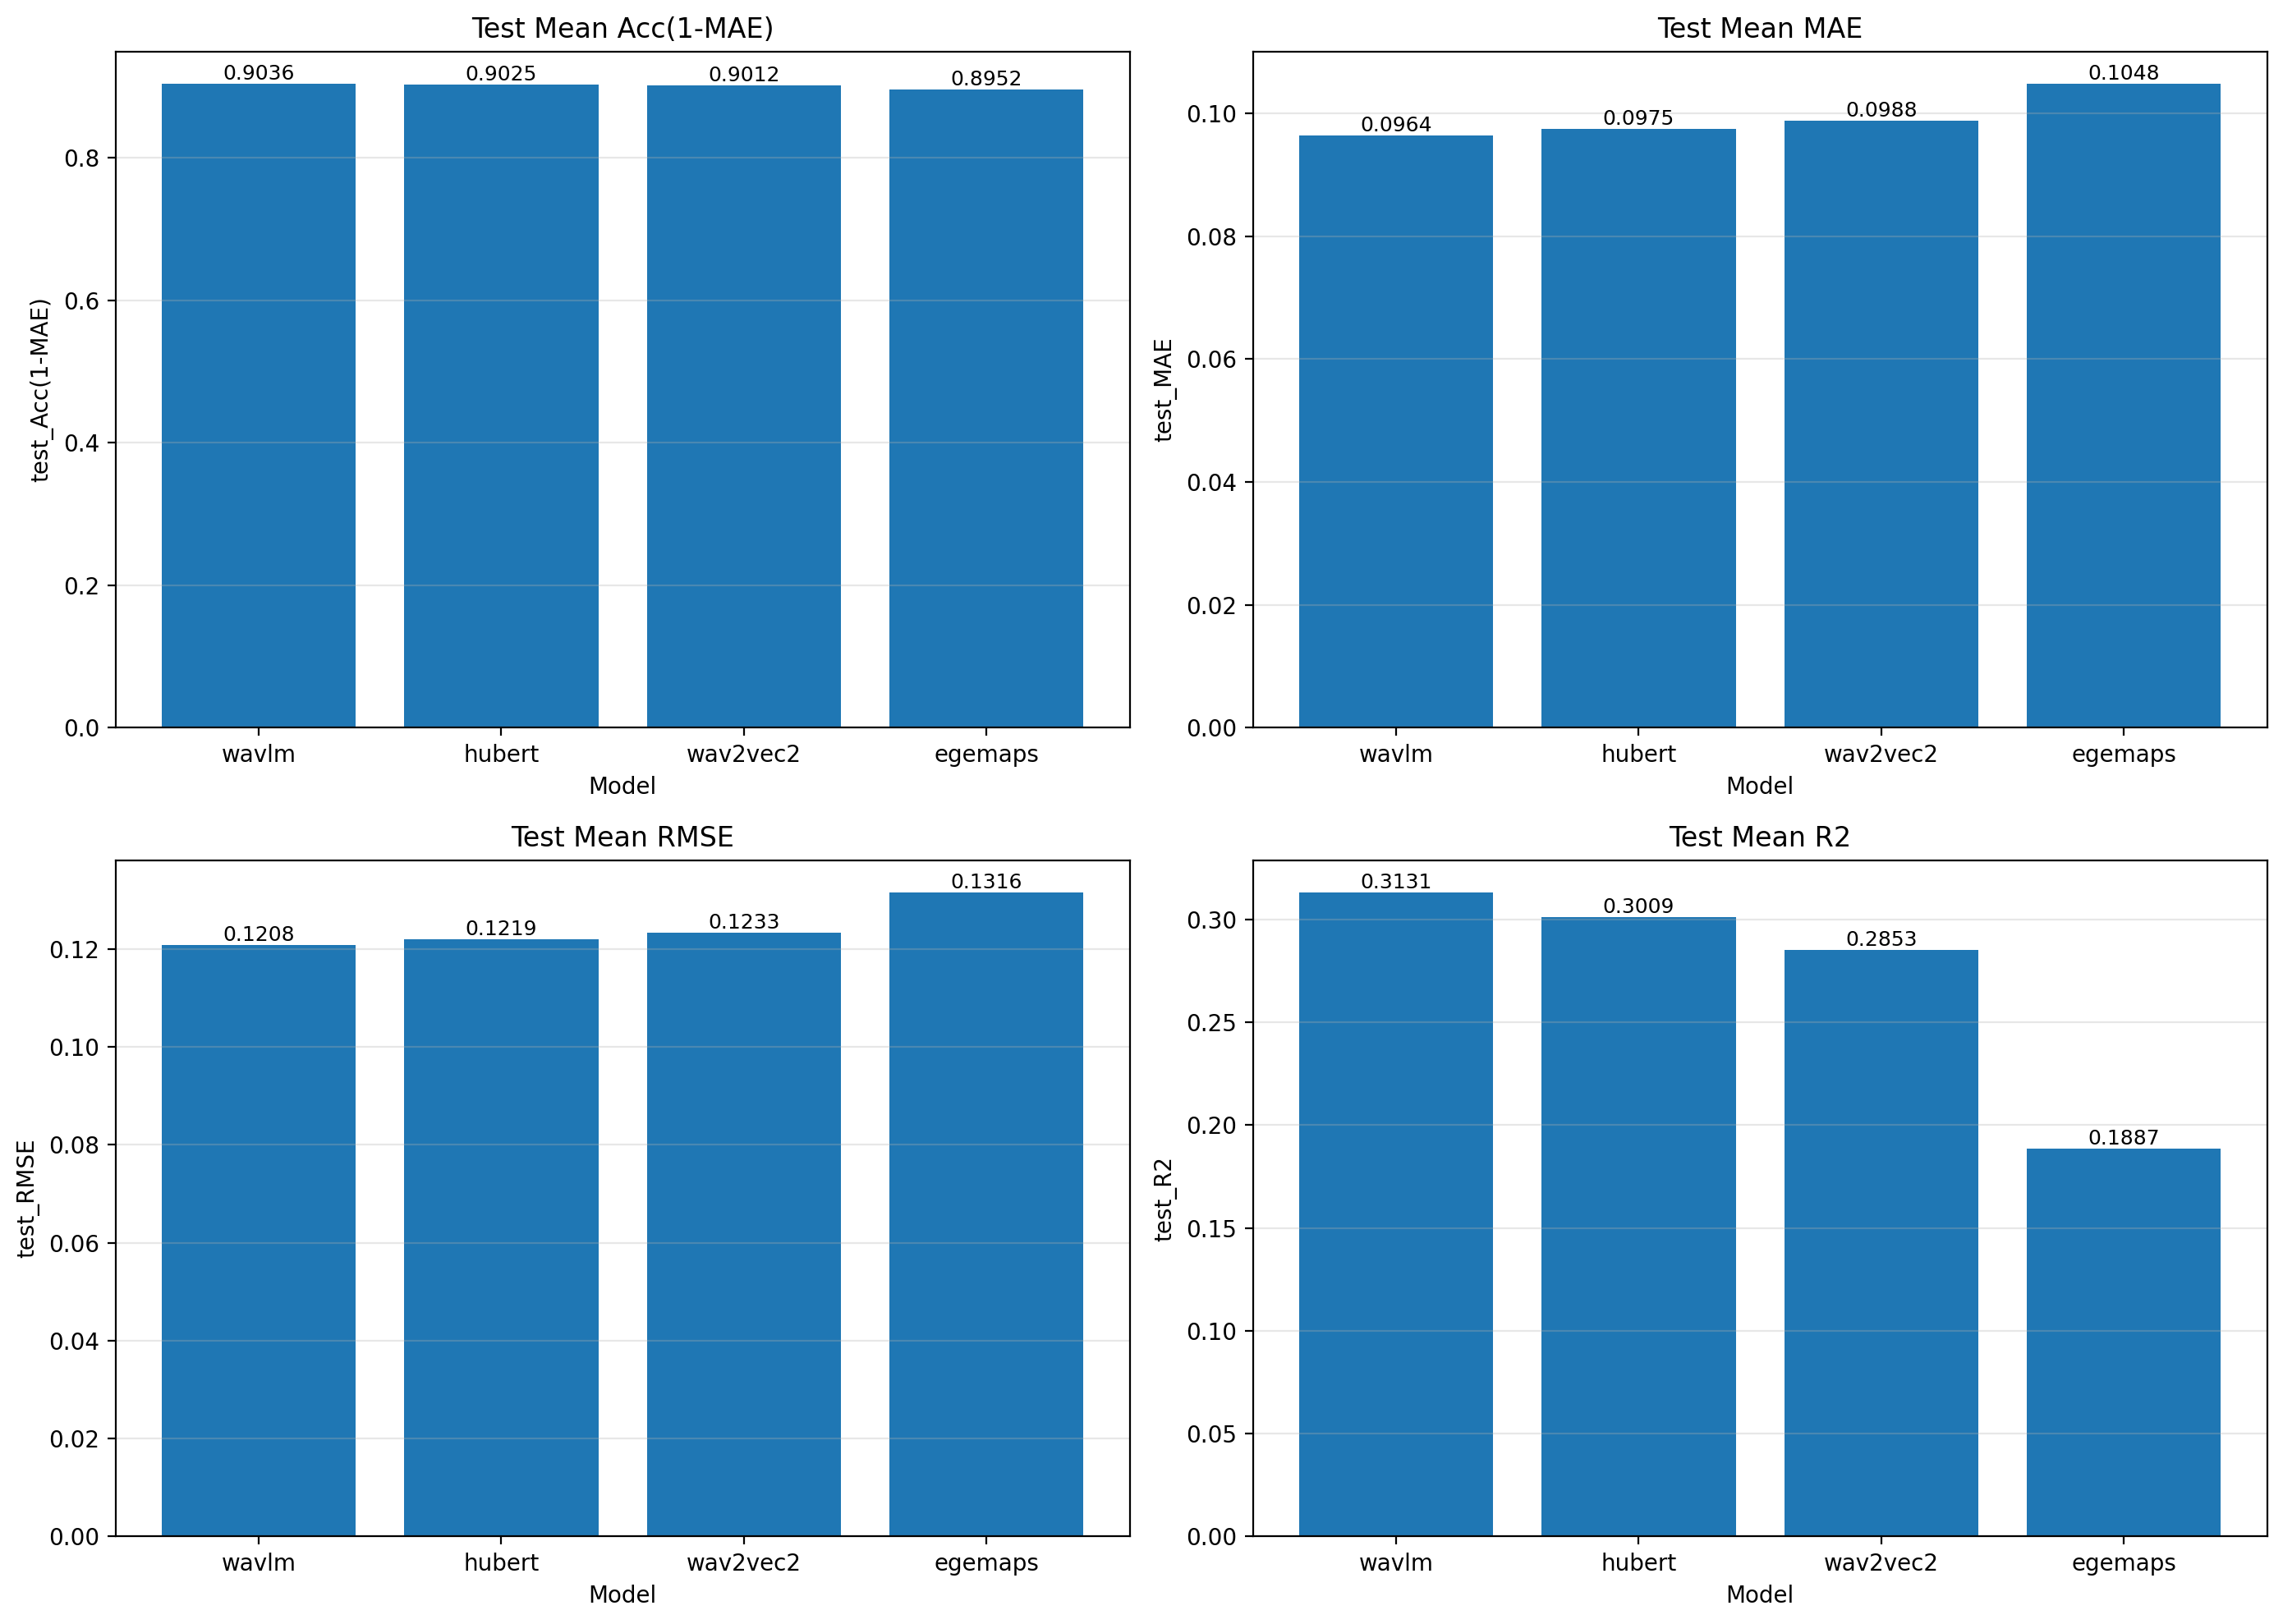 Test Mean Acc(1-MAE)
0.9036
0.9025
0.9012
0.8952
0.8
0.6
0.4
0.2
0.0
test_Acc(1-MAE)
wavlm
hubert
wav2vec2
egemaps
Model
Test Mean MAE
0.0964
0.0975
0.0988
0.1048
0.10
0.08
0.06
0.04
0.02
0.00
test_MAE
wavlm
hubert
wav2vec2
egemaps
Model
Test Mean RMSE
0.1208
0.1219
0.1233
0.1316
0.12
0.10
0.08
0.06
0.04
0.02
0.00
test_RMSE
wavlm
hubert
wav2vec2
egemaps
Model
Test Mean R2
0.3131
0.3009
0.2853
0.1887
0.30
0.25
0.20
0.15
0.10
0.05
0.00
test_R2
wavlm
hubert
wav2vec2
egemaps
Model